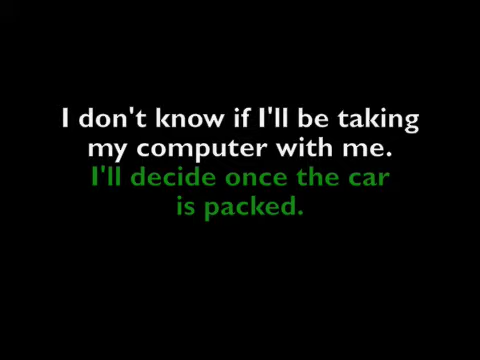 I don't know if I'll be taking
my computer with me.
I'll decide once the car
is packed.